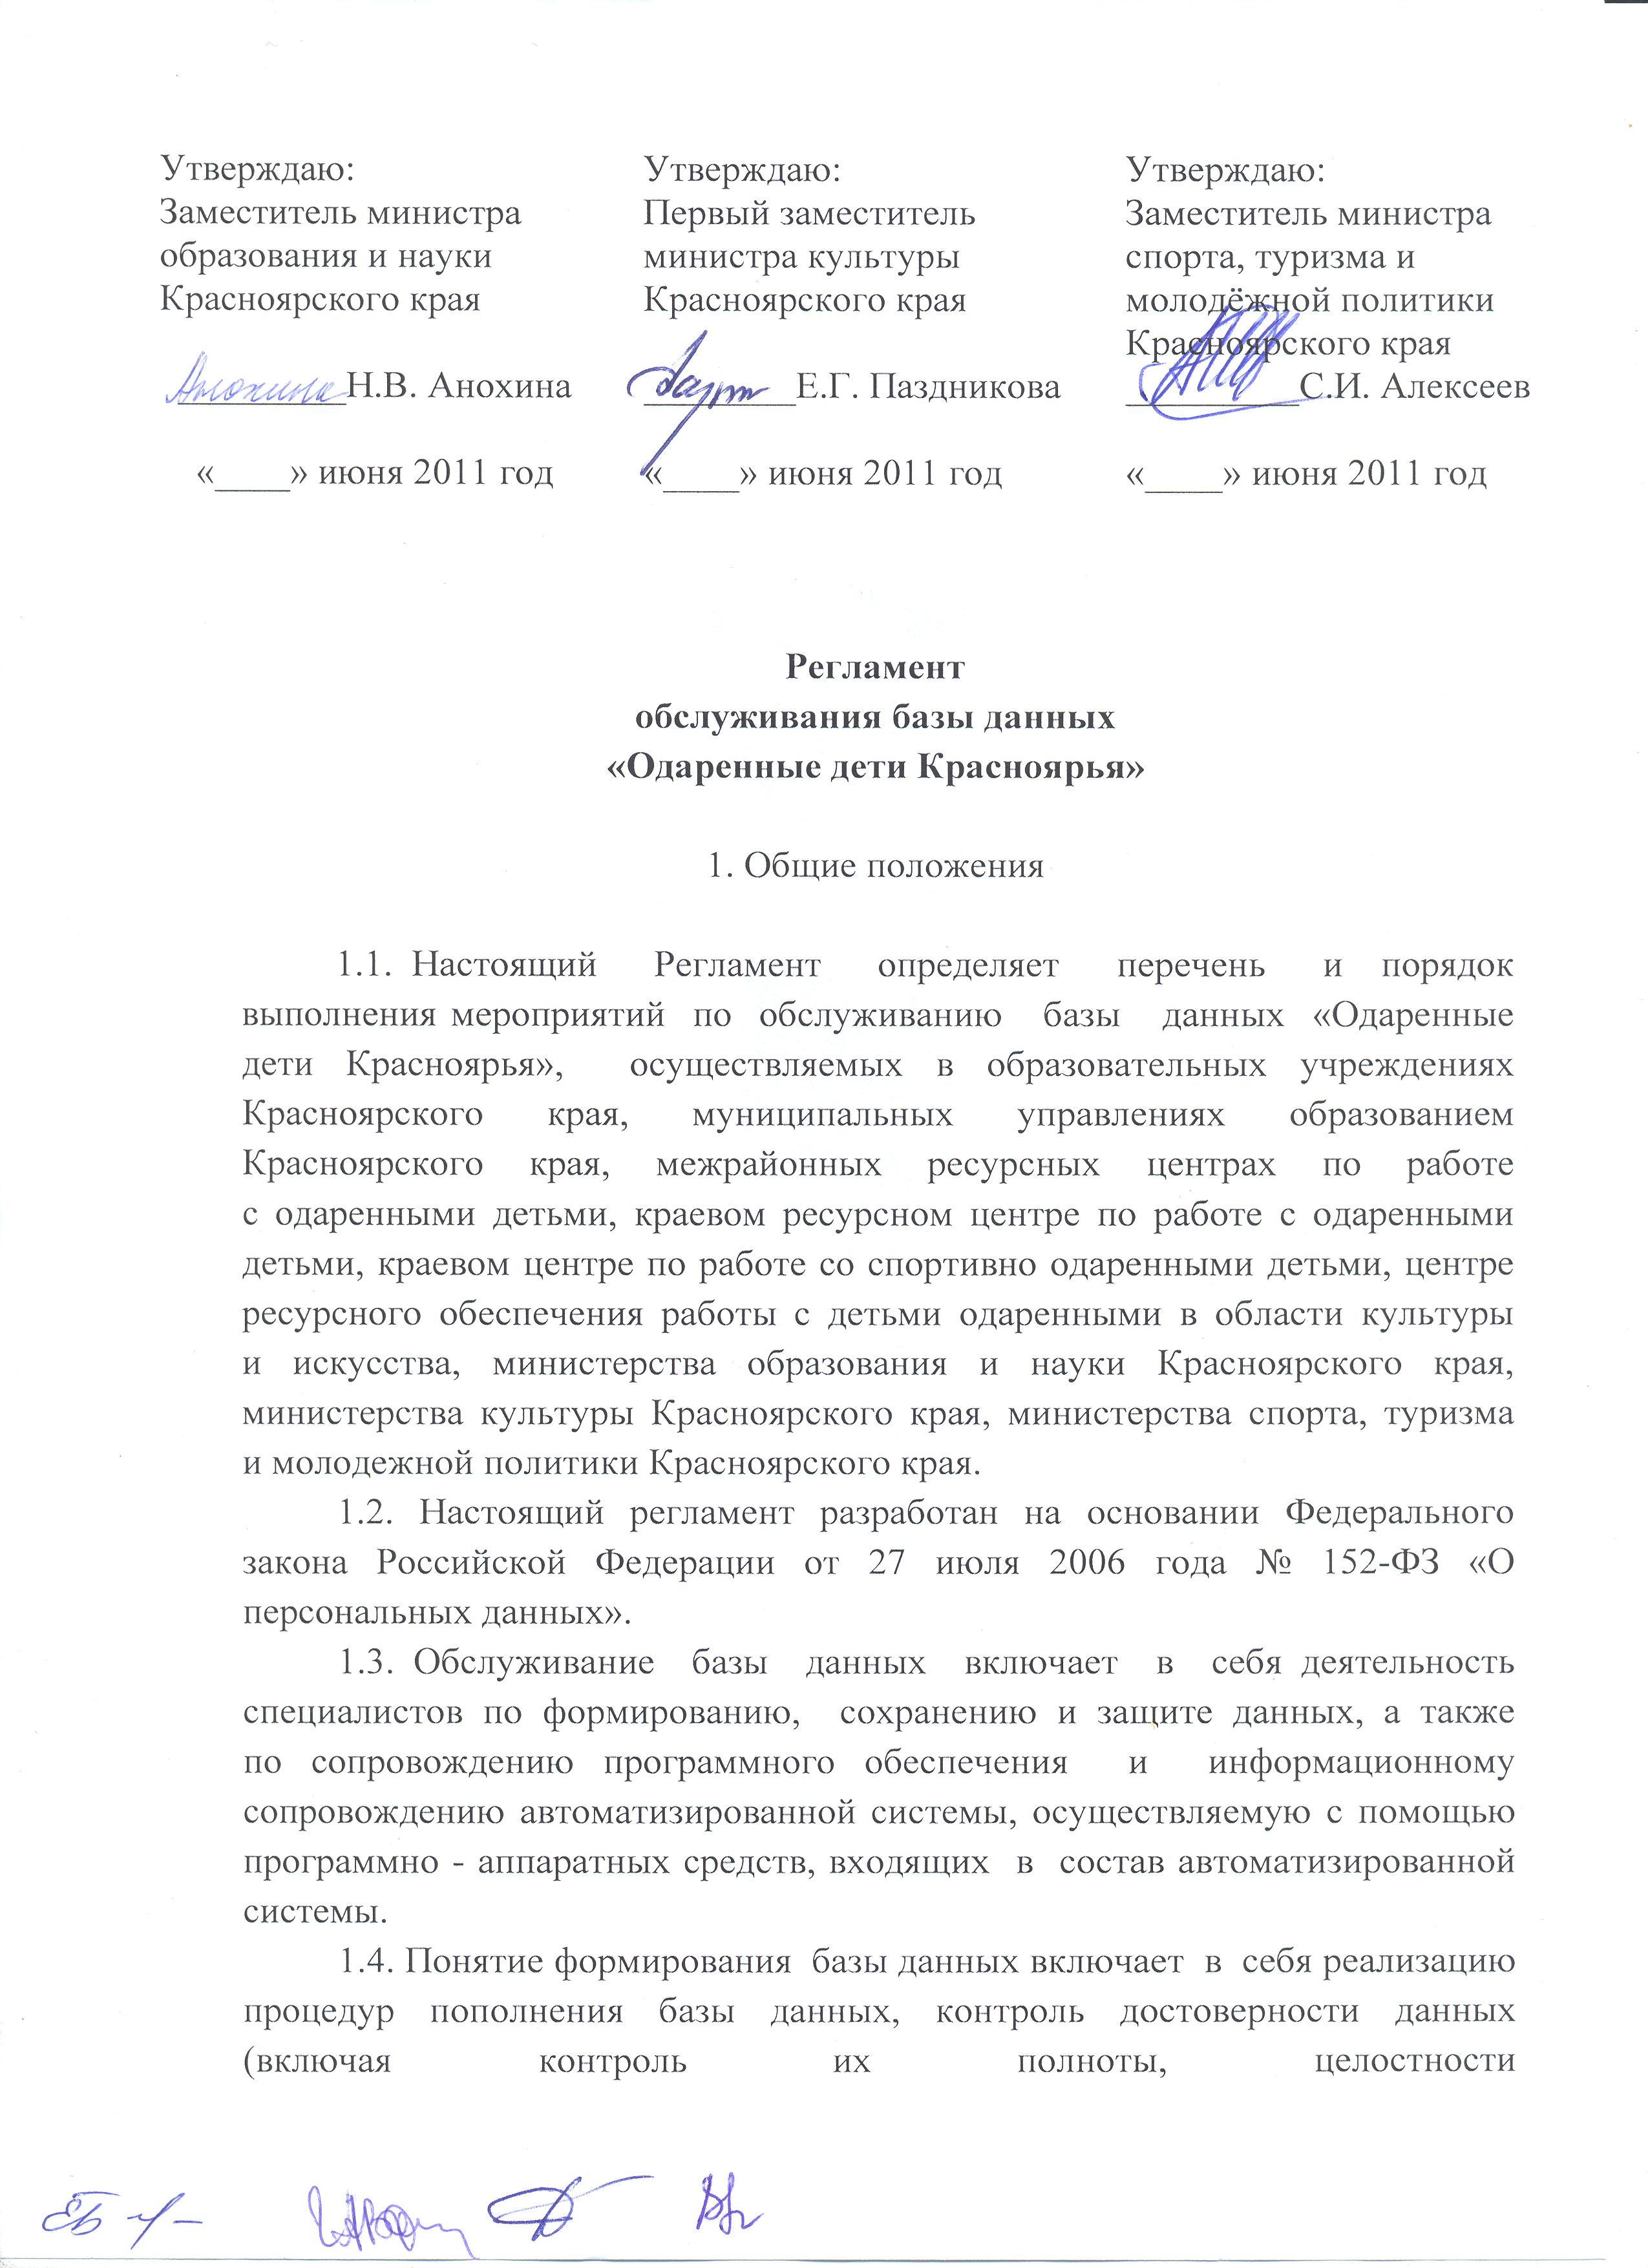 Утверждаю:
Заместитель министра
образования и науки
Красноярского края
Н.В. Анохина
«____» июня 2011 год
Утверждаю:
Первый заместитель
министра культуры
Красноярского края
Е.Г. Паздникова
«____» июня 2011 год
Утверждаю:
Заместитель министра
спорта, туризма и
молодёжной политики
Красноярского края
С.И. Алексеев
«____» июня 2011 год
Регламент
обслуживания базы данных
«Одаренные дети Красноярья»
1. Общие положения
1.1. Настоящий Регламент определяет перечень и порядок
выполнения мероприятий по обслуживанию базы данных «Одаренные
дети Красноярья», осуществляемых в образовательных учреждениях
Красноярского края, муниципальных управлениях образованием
Красноярского края, межрайонных ресурсных центрах по работе
с одаренными детьми, краевом ресурсном центре по работе с одаренными
детьми, краевом центре по работе со спортивно одаренными детьми, центре
ресурсного обеспечения работы с детьми одаренными в области культуры
и искусства, министерства образования и науки Красноярского края,
министерства культуры Красноярского края, министерства спорта, туризма
и молодежной политики Красноярского края.
1.2. Настоящий регламент разработан на основании Федерального
закона Российской Федерации от 27 июля 2006 года № 152-ФЗ «О
персональных данных».
1.3. Обслуживание базы данных включает в себя деятельность
специалистов по формированию, сохранению и защите данных, а также
по сопровождению программного обеспечения и информационному
сопровождению автоматизированной системы, осуществляемую с помощью
программно - аппаратных средств, входящих в состав автоматизированной
системы.
1.4. Понятие формирования базы данных включает в себя реализацию
процедур пополнения базы данных, контроль достоверности данных
(включая контроль их полноты, целостности